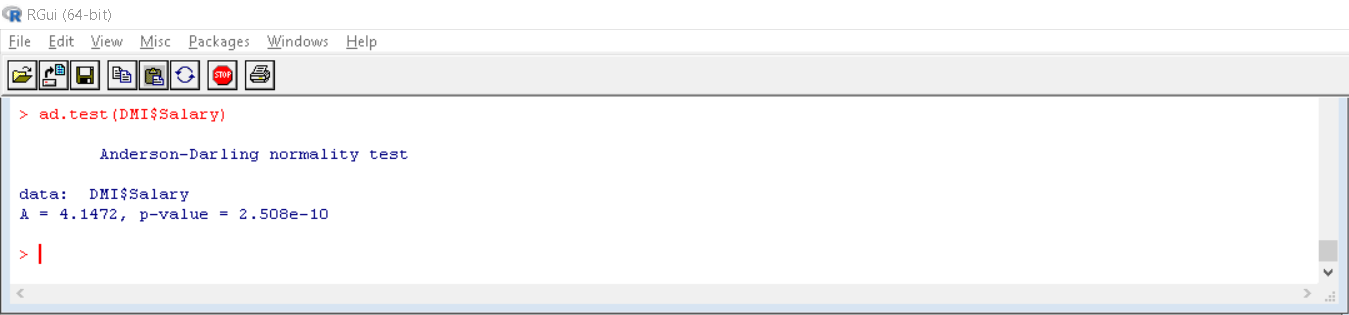 RGui (64-bit)
File Edit View Misc Packages Windows Help
STOP
> ad.test(DMI$Salary)
Anderson-Darling normality test
data:  DMI$Salary
A = 4.1472, p-value = 2.508e-10
>